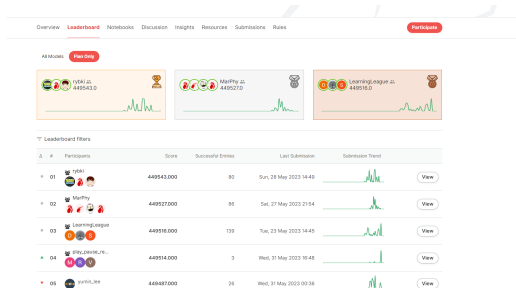 Overview Leaderboard Notebooks Discussion Insights Resources Submissions Rules Participate
All Models Flax Only
rybki
449543.0
MarPhy
449527.0
LearningLeague
449516.0
Leaderboard filters
Δ # Participants Score Successful Entries Last Submission Submission Trend
01 rybki 449543.000 Sun, 28 May 2023 14:49 View
02 MarPhy 449527.000 86 Sat, 27 May 2023 21:54 View
03 LearningLeague D S 449516.000 139 Tue, 23 May 2023 14:45 View
04 play_pause_re... M R V 449514.000 3 Wed, 31 May 2023 16:48 View
05 yumin_lee 449487.000 26 Wed, 31 May 2023 00:36 View